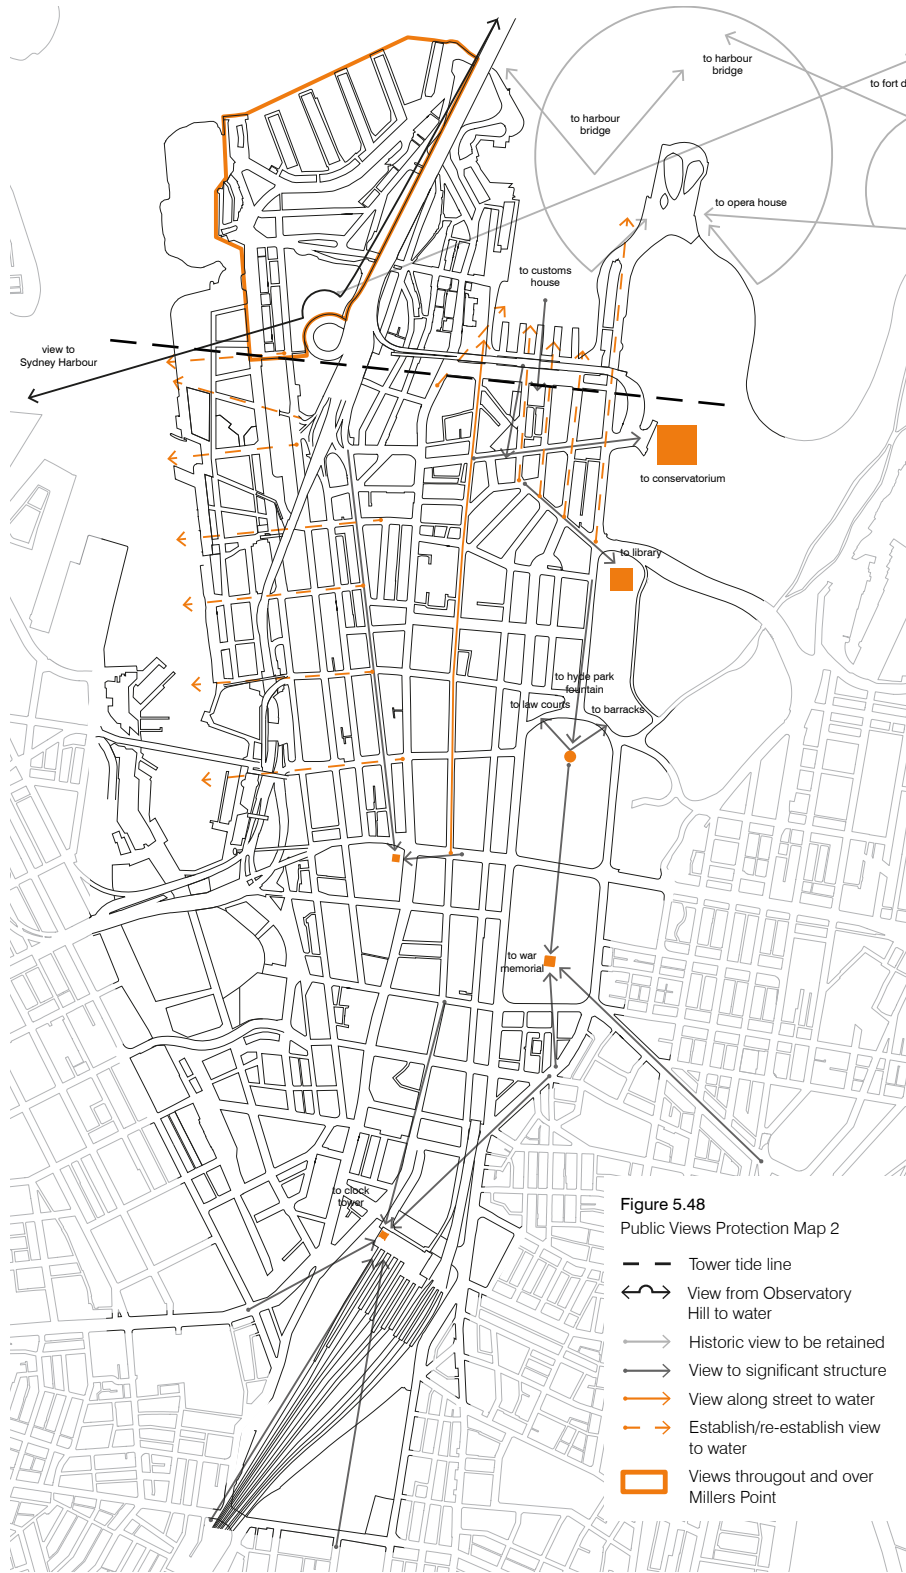 to harbour
bridge
to fort d
to harbour
bridge
to opera house
to customs
house
view to
Sydney Harbour
to conservatorium
to library
to hyde park
fountain
to law courts
to barracks
to war
memorial
to clock
tower
Figure 5.48
Public Views Protection Map 2
Tower tide line
View from Observatory
Hill to water
Historic view to be retained
View to significant structure
View along street to water
Establish/re-establish view
to water
Views througout and over
Millers Point